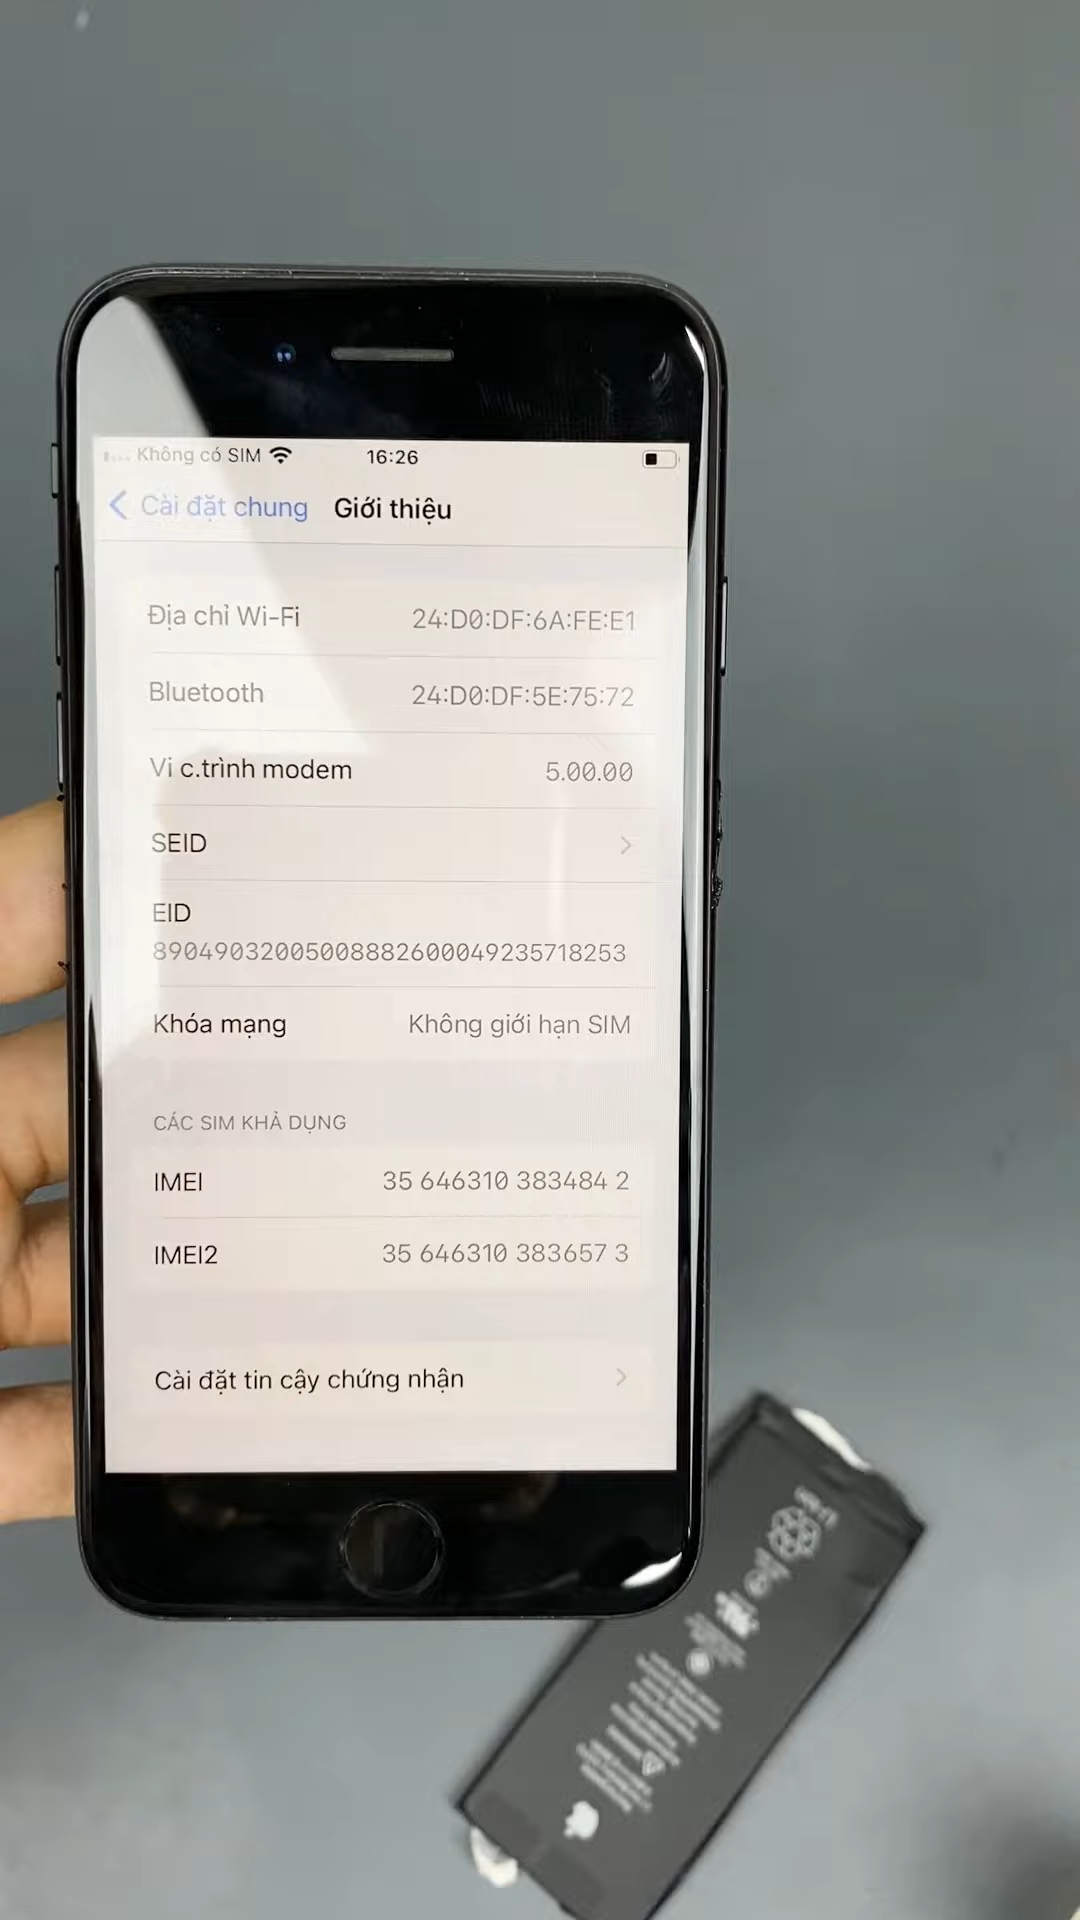 Không có SIM 16:26
Cài đặt chung Giới thiệu
Địa chỉ Wi-Fi 24:D0:DF:6A:FE:E1
Bluetooth 24:D0:DF:5E:75:72
Vi c.trình modem 5.00.00
SEID
EID
89049032005008882600049235718253
Khóa mạng Không giới hạn SIM
CÁC SIM KHẢ DỤNG
IMEI 35 646310 383484 2
IMEI2 35 646310 383657 3
Cài đặt tin cậy chứng nhận